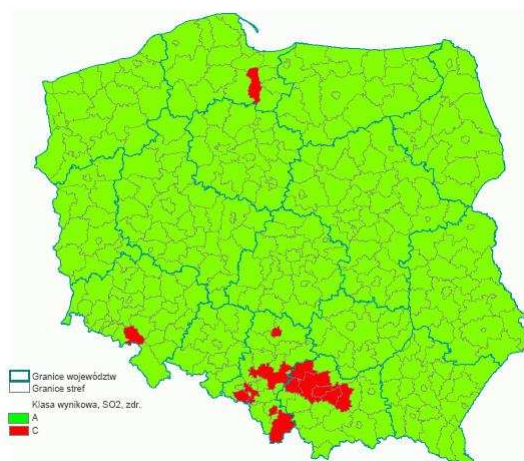 Granice województw
Granice stref
Klasa wynikowa, SO2, zdr.
A
C